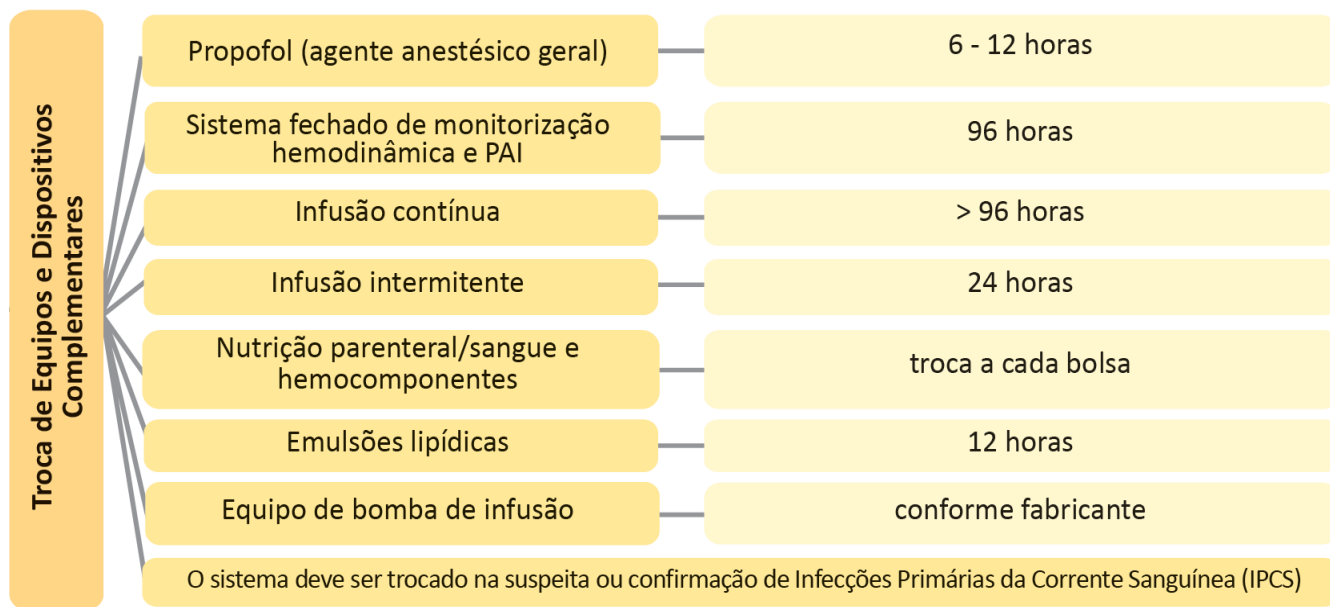 Troca de Equipos e Dispositivos
Complementares
Propofol (agente anestésico geral)
6 - 12 horas
Sistema fechado de monitorização
hemodinâmica e PAI
96 horas
Infusão contínua
> 96 horas
Infusão intermitente
24 horas
Nutrição parenteral/sangue e
hemocomponentes
troca a cada bolsa
Emulsões lipídicas
12 horas
Equipo de bomba de infusão
conforme fabricante
O sistema deve ser trocado na suspeita ou confirmação de Infecções Primárias da Corrente Sanguínea (IPCS)